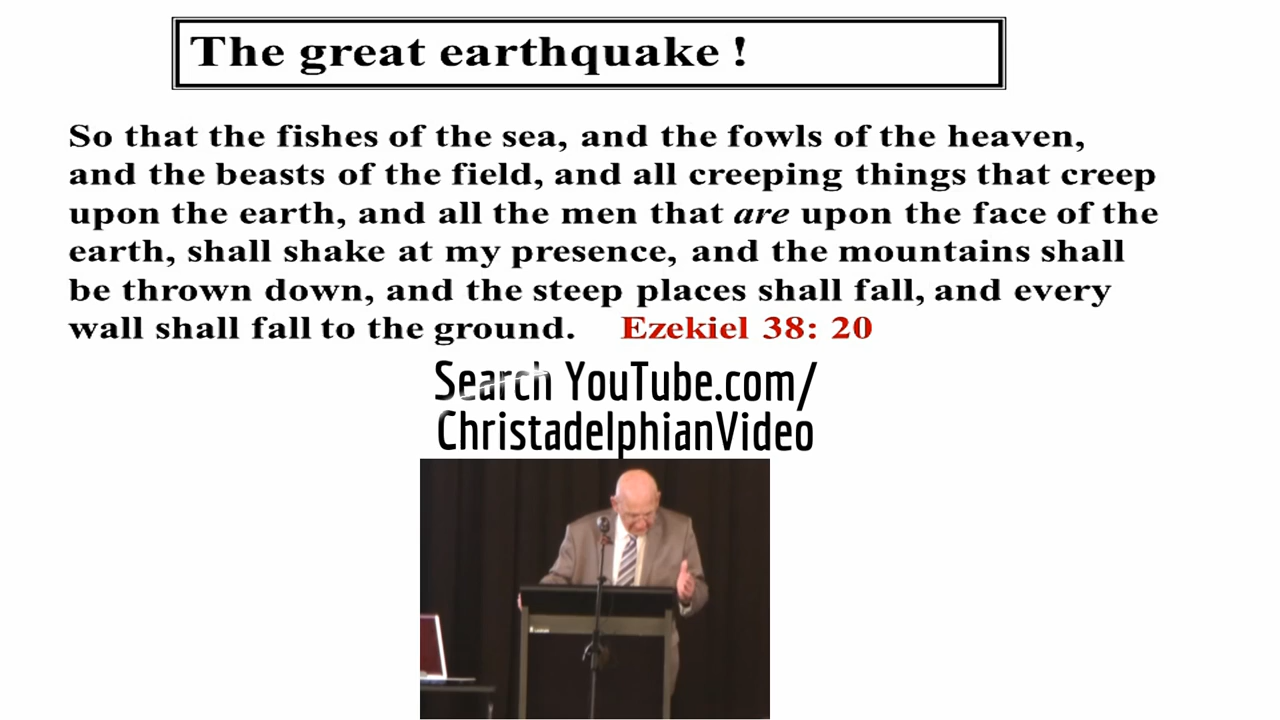 The great earthquake !
So that the fishes of the sea, and the fowls of the heaven,
and the beasts of the field, and all creeping things that creep
upon the earth, and all the men that are upon the face of the
earth, shall shake at my presence, and the mountains shall
be thrown down, and the steep places shall fall, and every
wall shall fall to the ground. Ezekiel 38: 20
Search YouTube.com/
ChristadelphianVideo